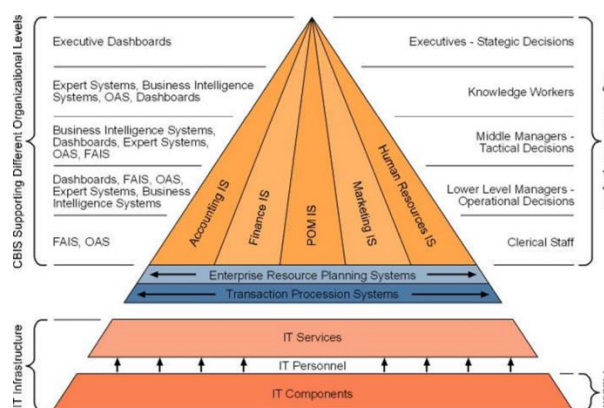 CBIS Supporting Different Organizational Levels
Executive Dashboards
Executives - Stategic Decisions
Expert Systems, Business Intelligence
Systems, OAS, Dashboards
Knowledge Workers
Business Intelligence Systems,
Dashboards, Expert Systems,
OAS, FAIS
Middle Managers -
Tactical Decisions
Dashboards, FAIS, OAS,
Expert Systems, Business
Intelligence Systems
Lower Level Managers -
Operational Decisions
FAIS, OAS
Clerical Staff
Accounting IS
Finance IS
POM IS
Marketing IS
Human Resources IS
Enterprise Resource Planning Systems
Transaction Procession Systems
IT Infrastructure
IT Services
IT Personnel
IT Components